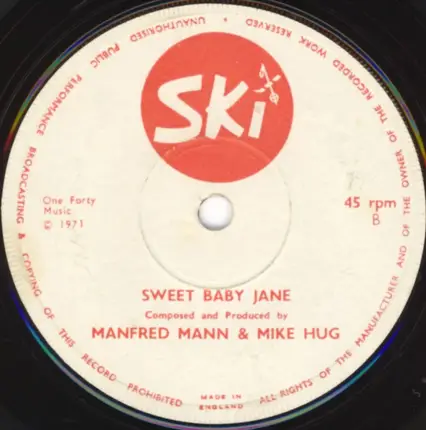 ALL RIGHTS OF THE MANUFACTURER AND OF THE OWNER OF THE RECORDED WORK RESERVED · UNAUTHORISED PUBLIC PERFORMANCE BROADCASTING & COPYING OF THIS RECORD PROHIBITED
SKi
One Forty
Music
© 1971
45 rpm
B
SWEET BABY JANE
Composed and Produced by
MANFRED MANN & MIKE HUG
MADE IN
ENGLAND